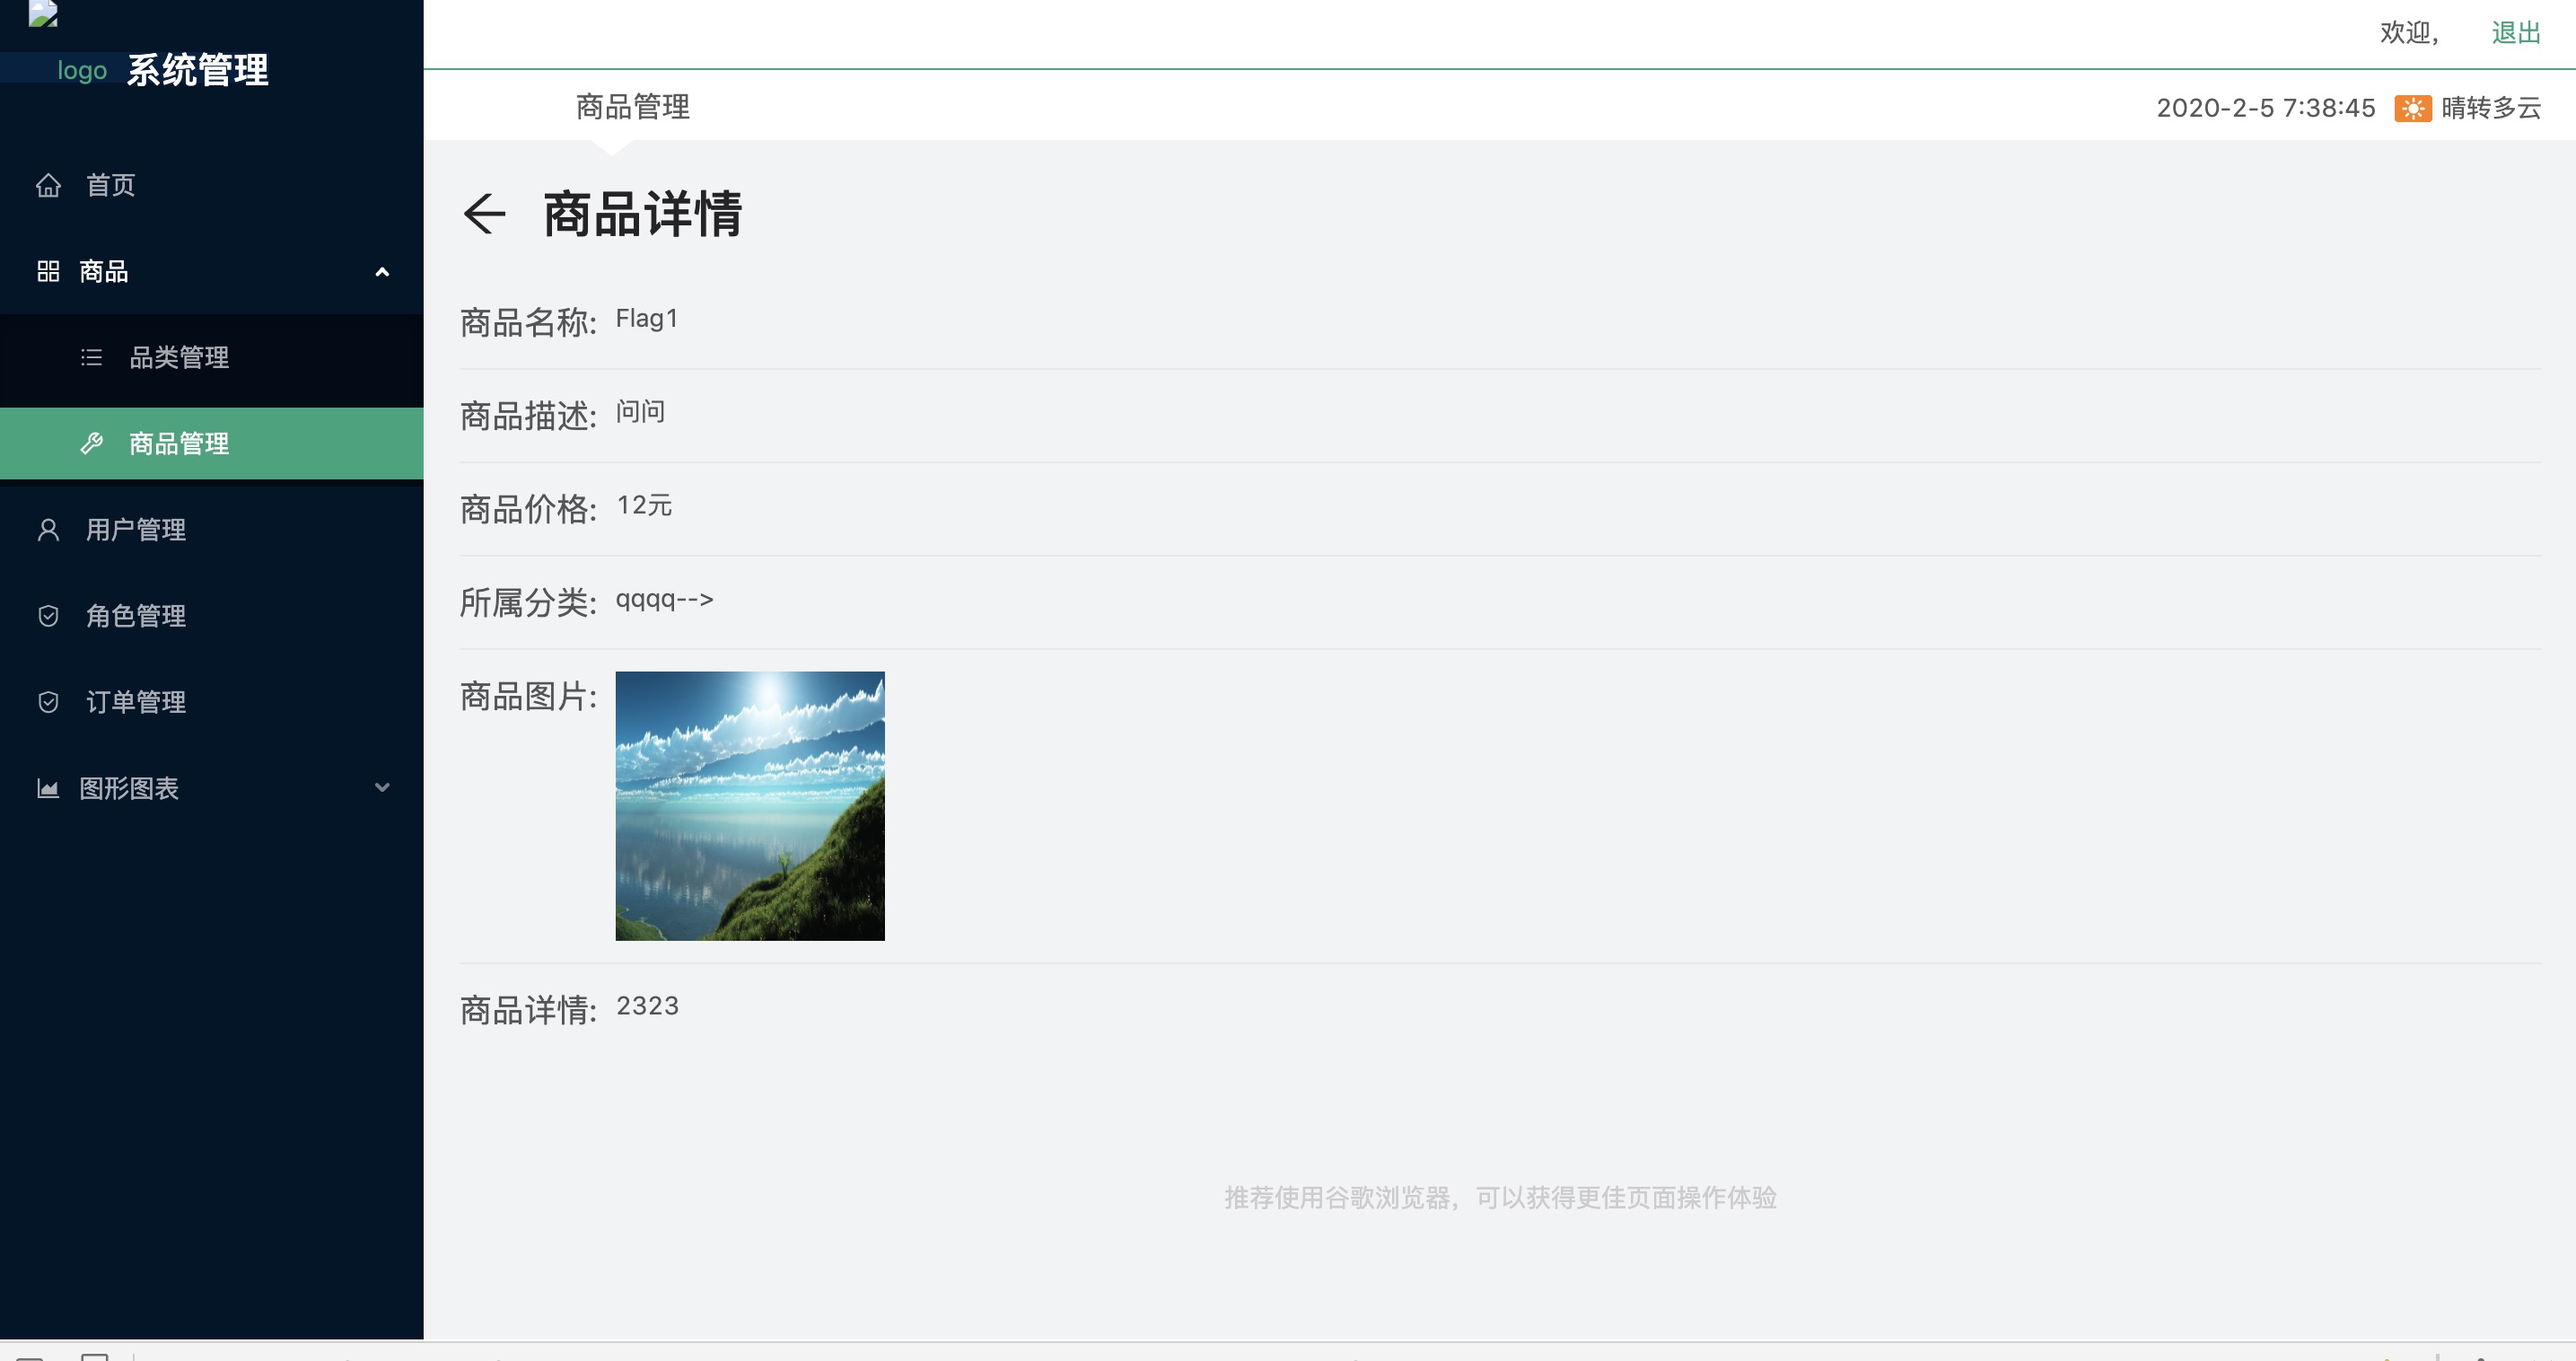 logo 系统管理
首页
商品
品类管理
商品管理
用户管理
角色管理
订单管理
图形图表
欢迎, 退出
商品管理
2020-2-5 7:38:45 晴转多云
商品详情
商品名称: Flag1
商品描述: 问问
商品价格: 12元
所属分类: qqqq-->
商品图片:
商品详情: 2323
推荐使用谷歌浏览器，可以获得更佳页面操作体验